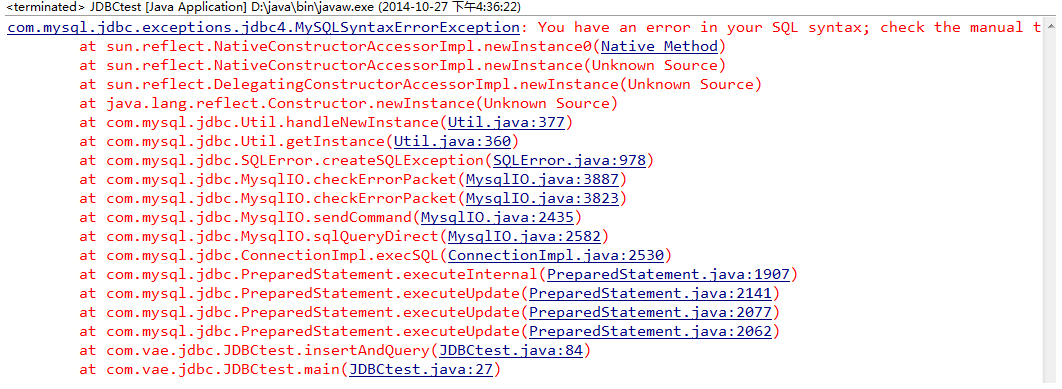 <terminated> JDBCtest [Java Application] D:\java\bin\javaw.exe (2014-10-27 下午4:36:22)
com.mysql.jdbc.exceptions.jdbc4.MySQLSyntaxErrorException: You have an error in your SQL syntax; check the manual t
at sun.reflect.NativeConstructorAccessorImpl.newInstance0(Native Method)
at sun.reflect.NativeConstructorAccessorImpl.newInstance(Unknown Source)
at sun.reflect.DelegatingConstructorAccessorImpl.newInstance(Unknown Source)
at java.lang.reflect.Constructor.newInstance(Unknown Source)
at com.mysql.jdbc.Util.handleNewInstance(Util.java:377)
at com.mysql.jdbc.Util.getInstance(Util.java:360)
at com.mysql.jdbc.SQLError.createSQLException(SQLError.java:978)
at com.mysql.jdbc.MysqlIO.checkErrorPacket(MysqlIO.java:3887)
at com.mysql.jdbc.MysqlIO.checkErrorPacket(MysqlIO.java:3823)
at com.mysql.jdbc.MysqlIO.sendCommand(MysqlIO.java:2435)
at com.mysql.jdbc.MysqlIO.sqlQueryDirect(MysqlIO.java:2582)
at com.mysql.jdbc.ConnectionImpl.execSQL(ConnectionImpl.java:2530)
at com.mysql.jdbc.PreparedStatement.executeInternal(PreparedStatement.java:1907)
at com.mysql.jdbc.PreparedStatement.executeUpdate(PreparedStatement.java:2141)
at com.mysql.jdbc.PreparedStatement.executeUpdate(PreparedStatement.java:2077)
at com.mysql.jdbc.PreparedStatement.executeUpdate(PreparedStatement.java:2062)
at com.vae.jdbc.JDBCtest.insertAndQuery(JDBCtest.java:84)
at com.vae.jdbc.JDBCtest.main(JDBCtest.java:27)